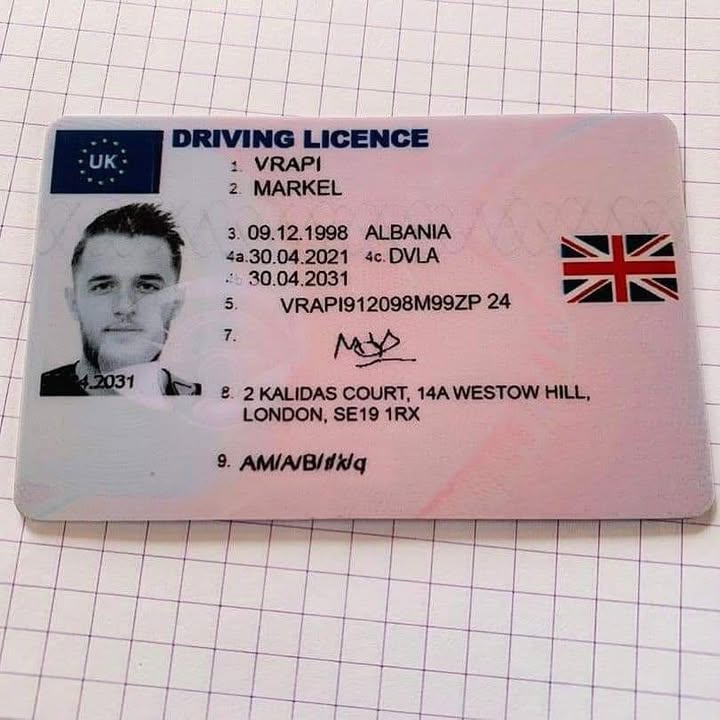 UK
DRIVING LICENCE
1. VRAPI
2. MARKEL
3. 09.12.1998 ALBANIA
4a. 30.04.2021 4c. DVLA
30.04.2031
5. VRAPI912098M99ZP 24
7.
4.2031
8. 2 KALIDAS COURT, 14A WESTOW HILL,
LONDON, SE19 1RX
9. AM/A/B/f/k/q